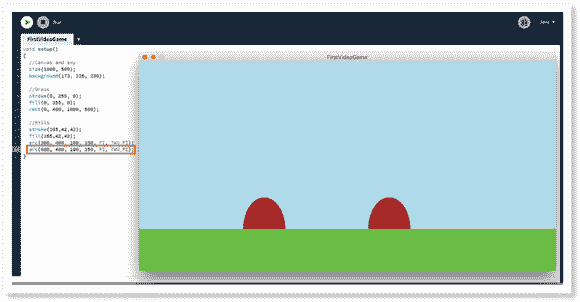 Java
FirstVideoGame
FirstVideoGame
void setup()
{
//Canvas and sky
size(1000, 500);
background(173, 216, 230);
//Grass
stroke(0, 255, 0);
fill(0, 255, 0);
rect(0, 400, 1000, 500);
//Hills
stroke(165,42,42);
fill(165,42,42);
arc(300, 400, 100, 150, PI, TWO_PI);
arc(600, 400, 100, 150, PI, TWO_PI);
}